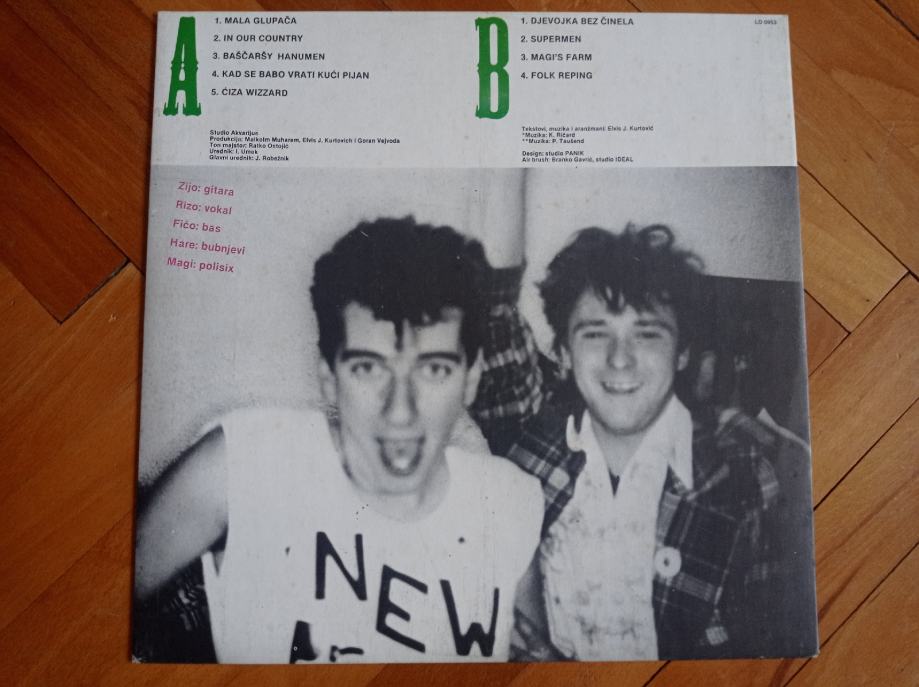 A
1. MALA GLUPAČA
2. IN OUR COUNTRY
3. BAŠČARŠY HANUMEN
4. KAD SE BABO VRATI KUĆI PIJAN
5. ĆIZA WIZZARD
Studio Akvarijus
Produkcija: Malkolm Muharem, Elvis J. Kurtovich i Goran Vejvoda
Ton majstor: Ratko Ostojić
Urednik: I. Umek
Glavni urednik: J. Robežnik
B
1. DJEVOJKA BEZ ČINELA
2. SUPERMEN
3. MAGI'S FARM
4. FOLK REPING
Tekstovi, muzika i aranžmani: Elvis J. Kurtović
*Muzika: K. Ričard
**Muzika: P. Taušend
Design: studio PANIK
Air brush: Branko Gavrić, studio IDEAL
LD 0953
Zijo: gitara
Rizo: vokal
Fićo: bas
Hare: bubnjevi
Magi: polisix
NEW